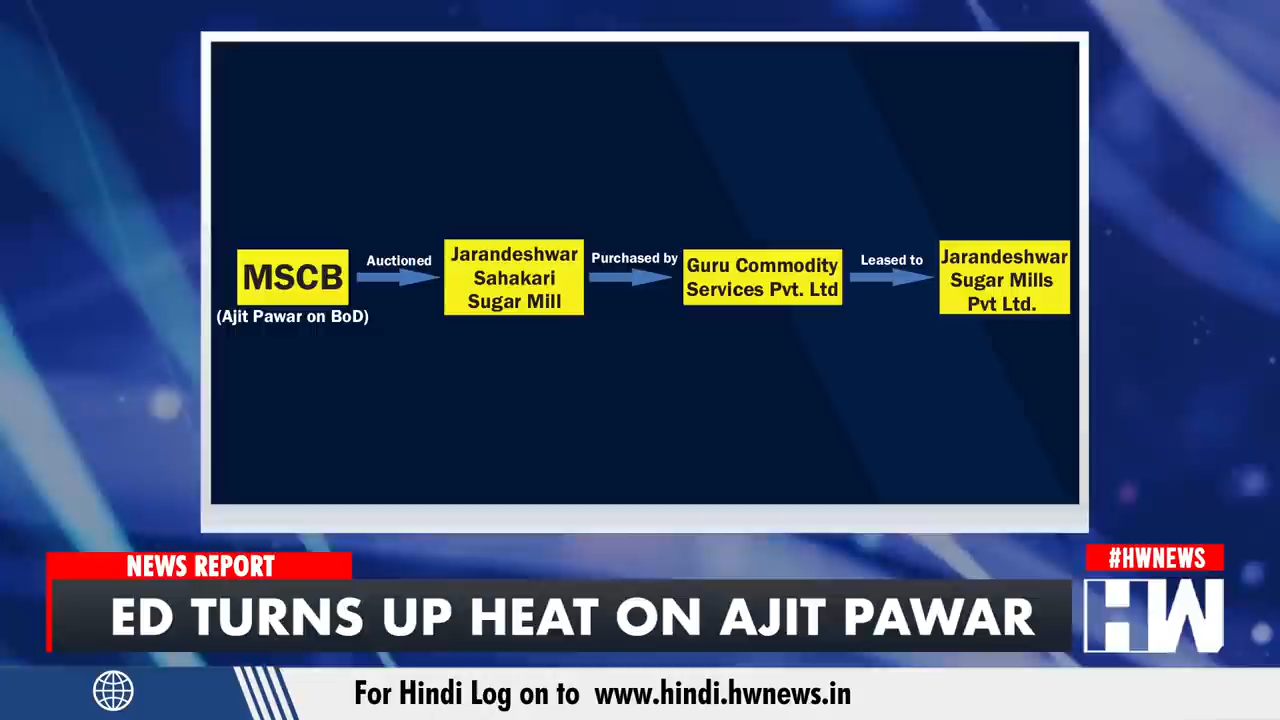 MSCB
(Ajit Pawar on BoD)
Auctioned
Jarandeshwar
Sahakari
Sugar Mill
Purchased by
Guru Commodity
Services Pvt. Ltd
Leased to
Jarandeshwar
Sugar Mills
Pvt Ltd.
NEWS REPORT
ED TURNS UP HEAT ON AJIT PAWAR
#HWNEWS
HW
For Hindi Log on to www.hindi.hwnews.in